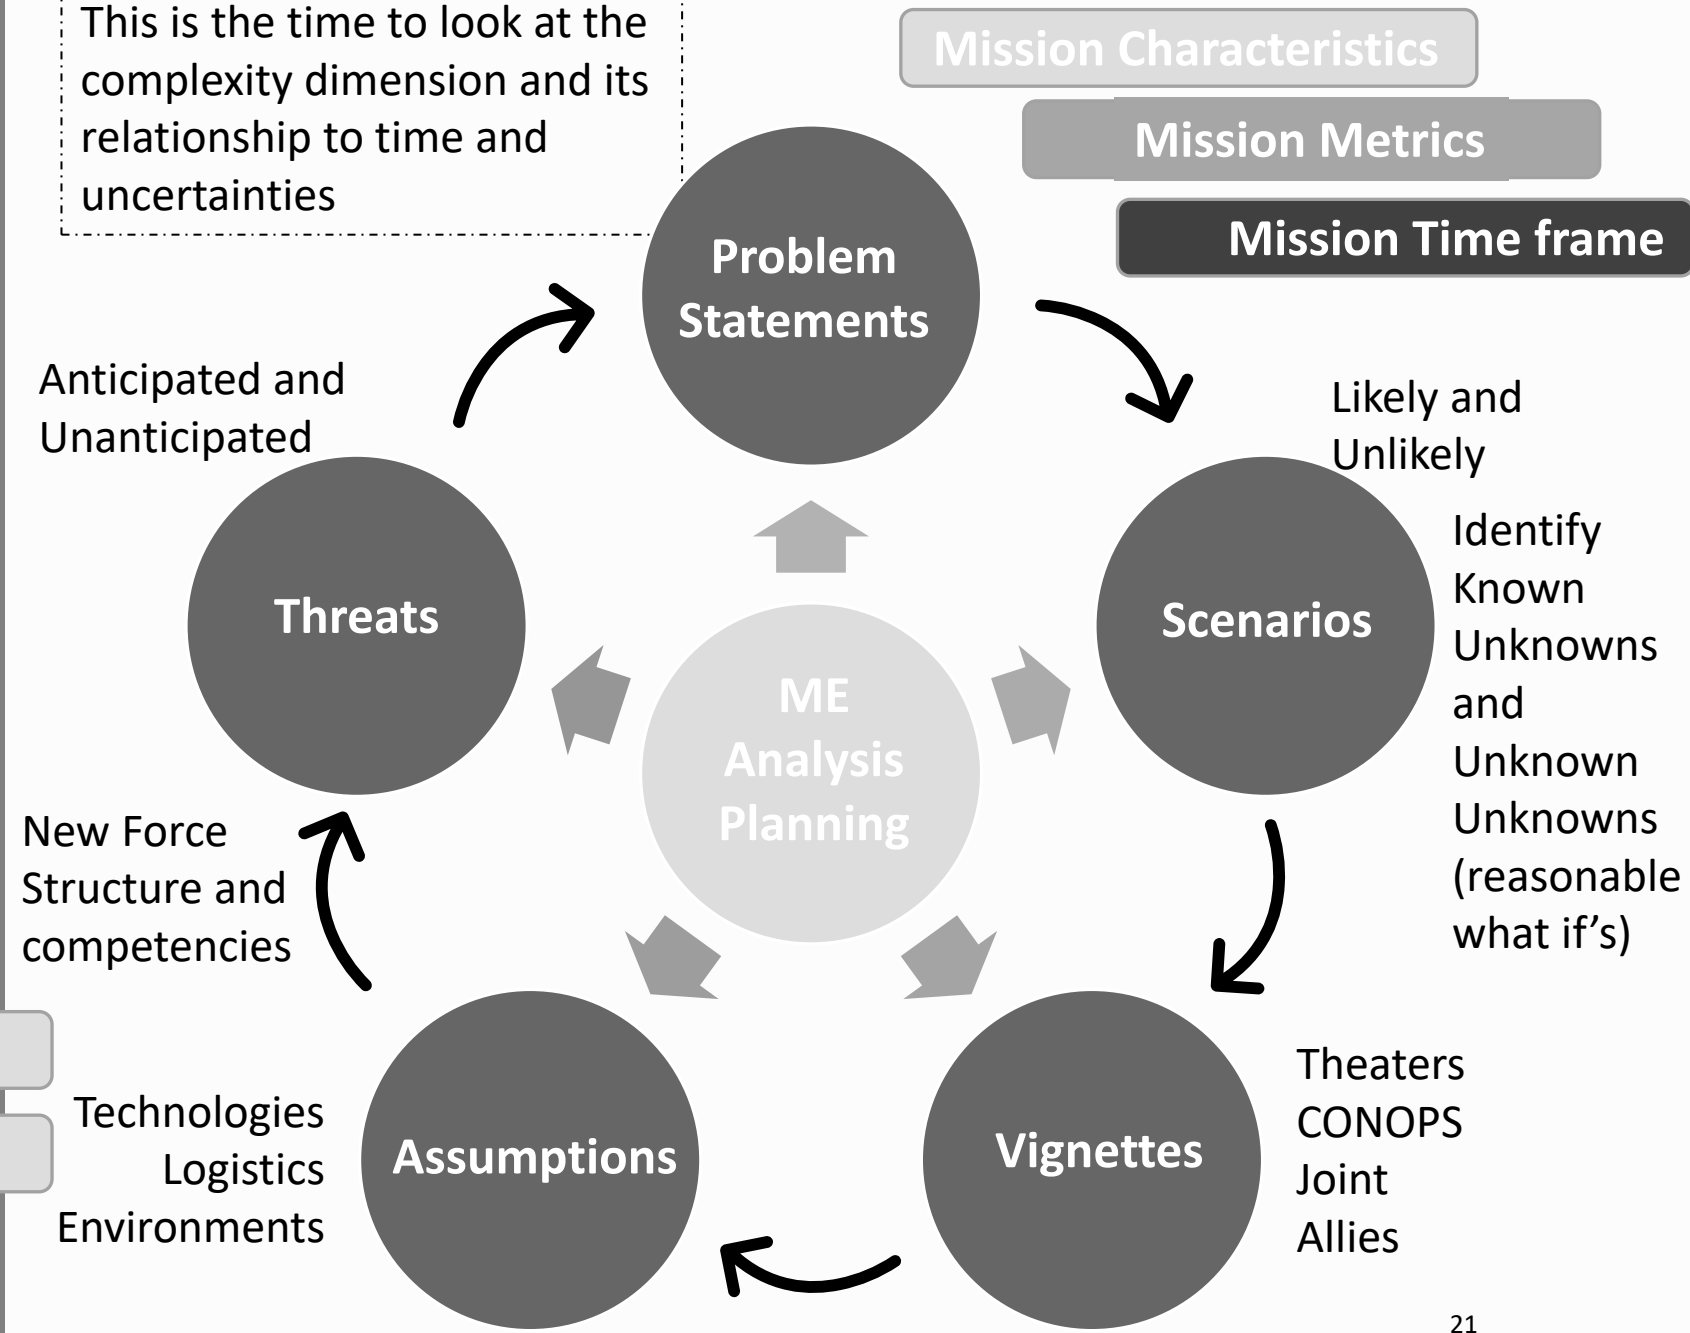 This is the time to look at the
complexity dimension and its
relationship to time and
uncertainties
Mission Characteristics
Mission Metrics
Mission Time frame
Problem
Statements
Anticipated and
Unanticipated
Likely and
Unlikely
Threats
Scenarios
Identify
Known
Unknowns
and
Unknown
Unknowns
(reasonable
what if’s)
ME
Analysis
Planning
New Force
Structure and
competencies
Technologies
Logistics
Environments
Assumptions
Vignettes
Theaters
CONOPS
Joint
Allies
21